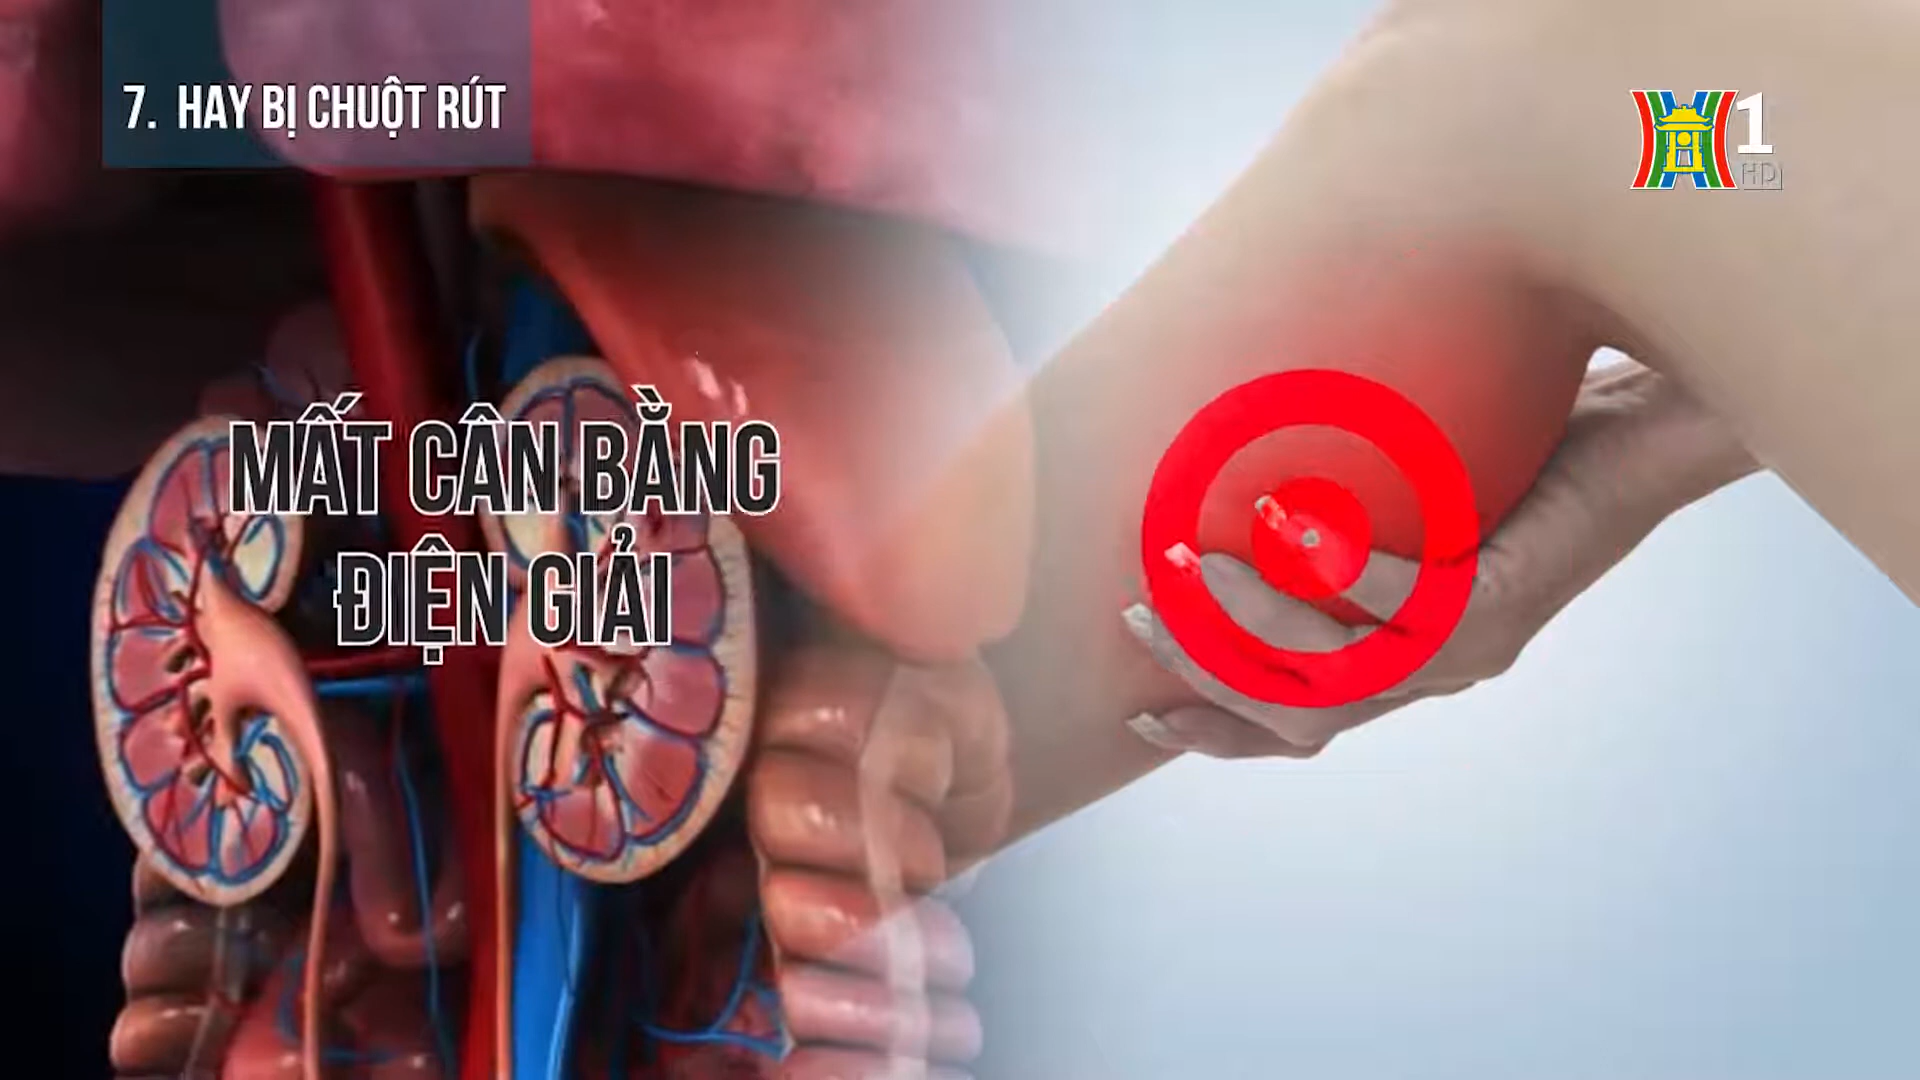 7. HAY BỊ CHUỘT RÚT
1
HD
MẤT CÂN BẰNG
ĐIỆN GIẢI